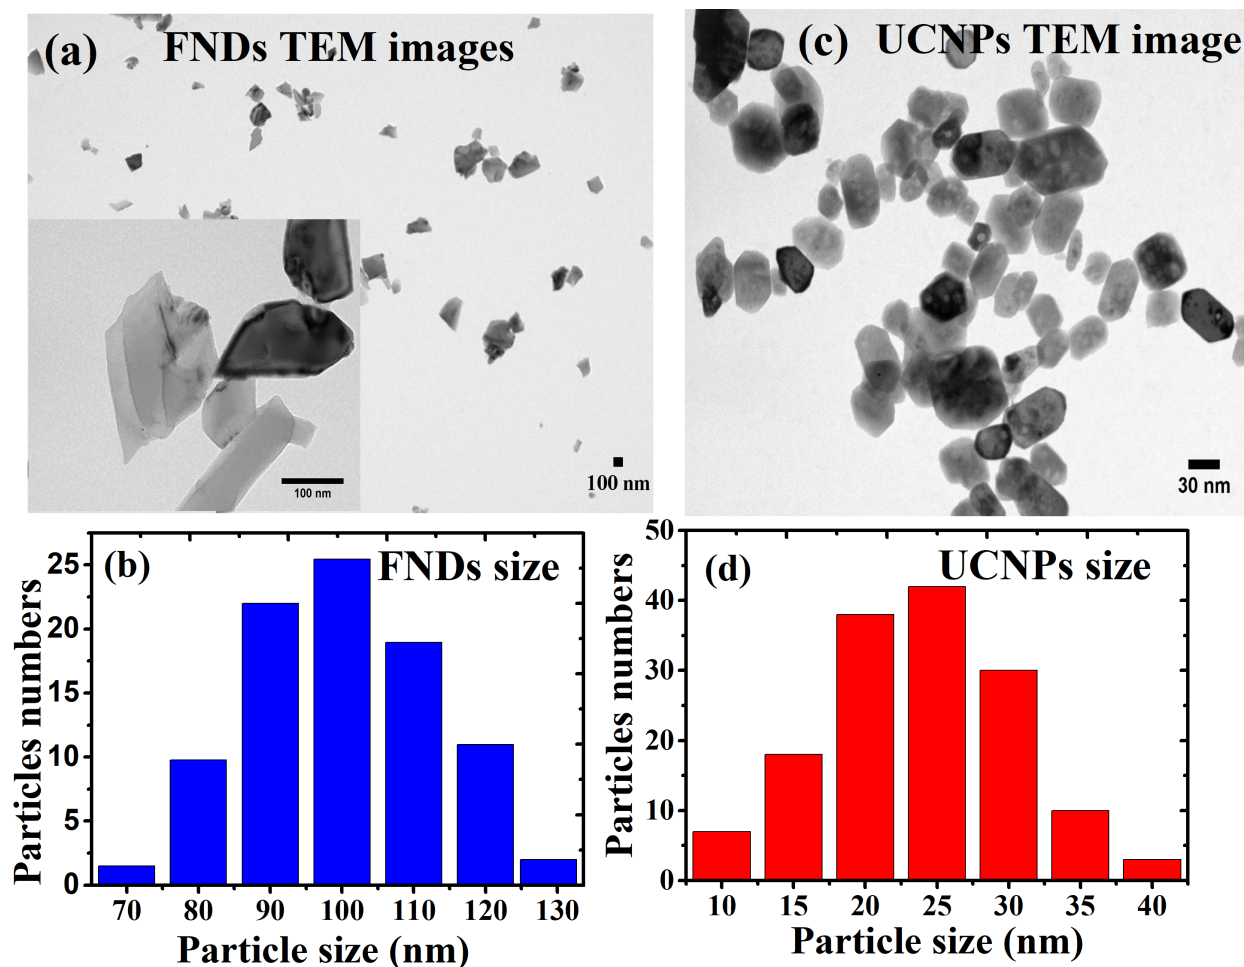 (a) FNDs TEM images
100 nm
100 nm
(c) UCNPs TEM image
30 nm
(b) FNDs size
Particles numbers
25
20
15
10
5
0
70 80 90 100 110 120 130
Particle size (nm)
(d) UCNPs size
Particles numbers
50
40
30
20
10
0
10 15 20 25 30 35 40
Particle size (nm)